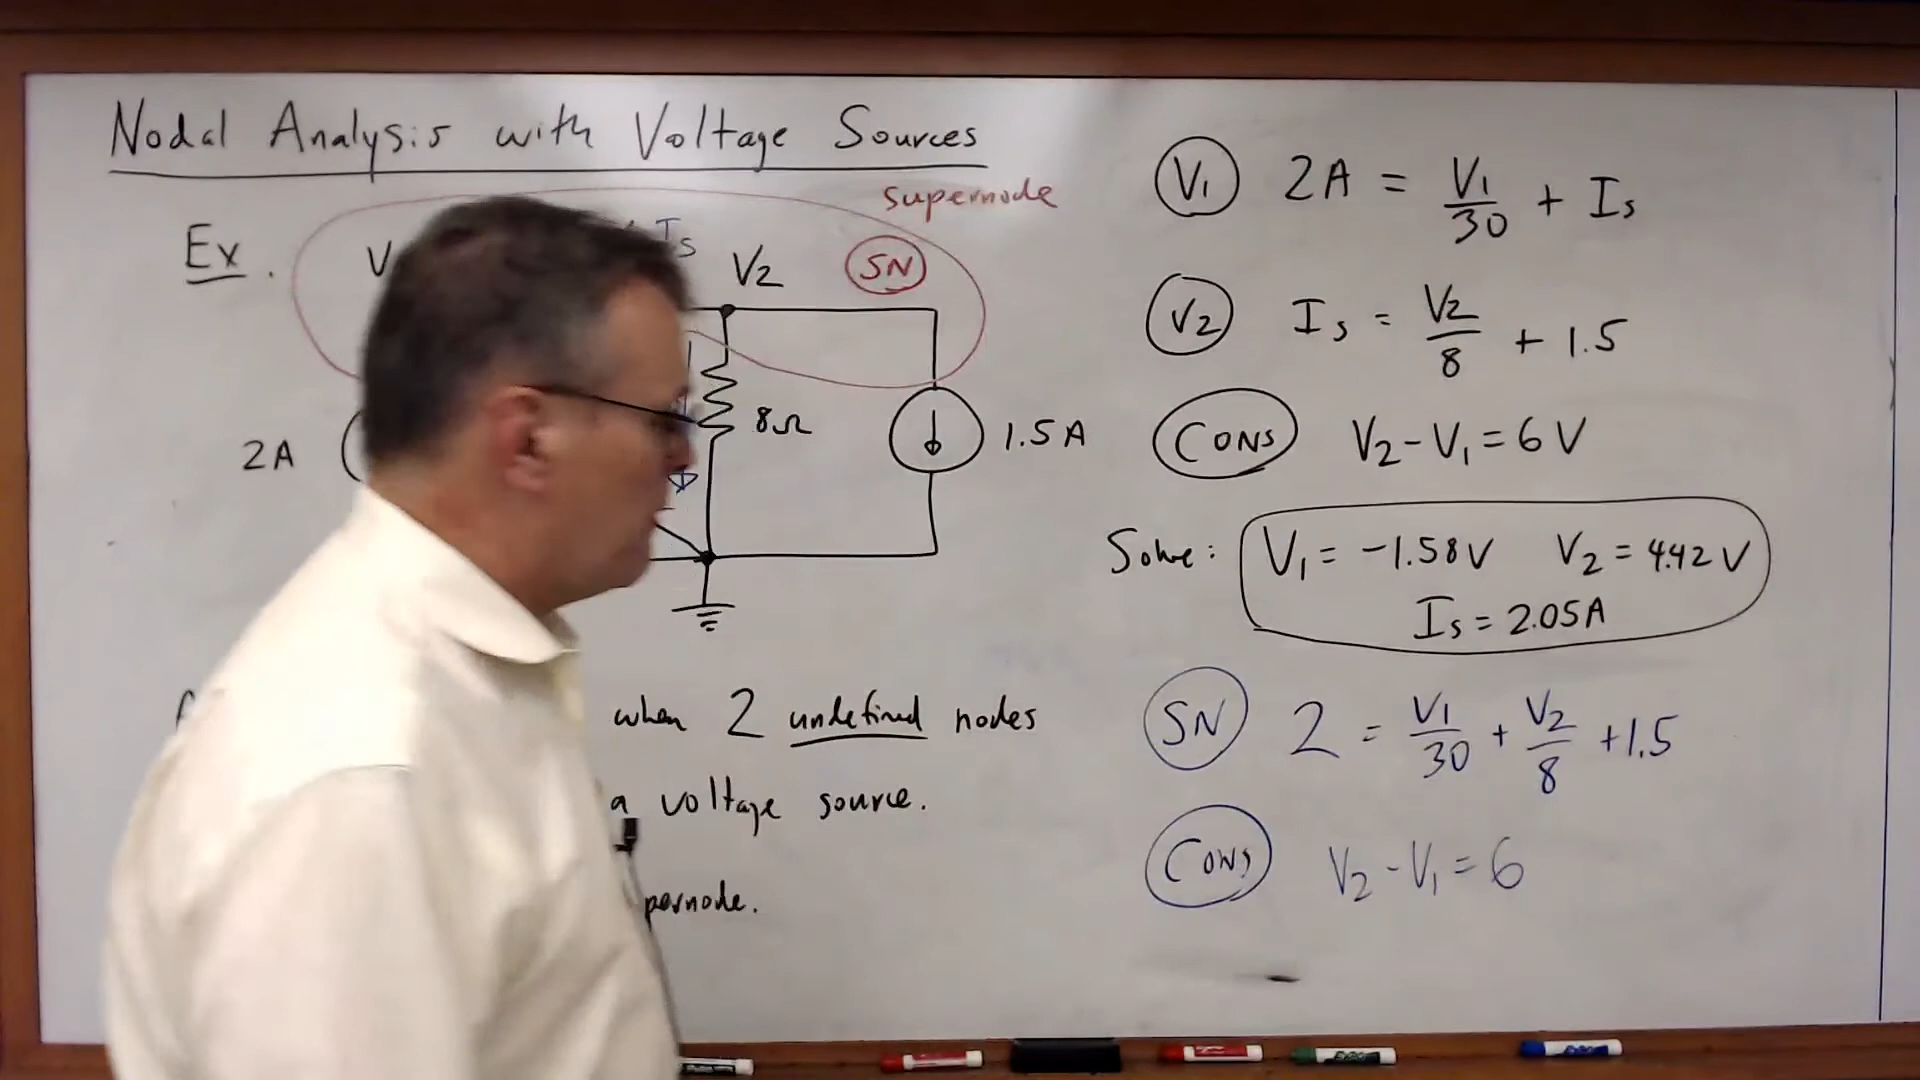 Nodal Analysis with Voltage Sources
supernode
Ex.
V
Is
V2
SN
2A
8Ω
1.5A
when 2 undefined nodes
a voltage source.
pernode.
V1 2A = V1/30 + Is
V2 Is = V2/8 + 1.5
CONS V2 - V1 = 6V
Solve: V1 = -1.58V V2 = 4.42V
Is = 2.05A
SN 2 = V1/30 + V2/8 + 1.5
CONS V2 - V1 = 6
EXPO